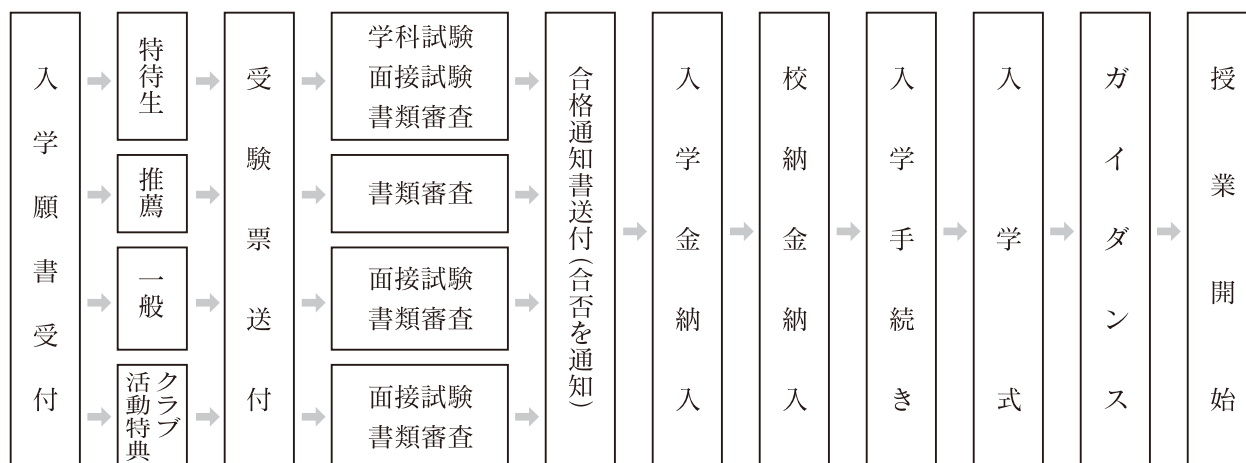 入学願書受付
特待生
推薦
一般
クラブ
活動特典
受験票送付
学科試験
面接試験
書類審査
書類審査
面接試験
書類審査
面接試験
書類審査
合格通知書送付(合否を通知)
入学金納入
校納金納入
入学手続き
入学式
ガイダンス
授業開始